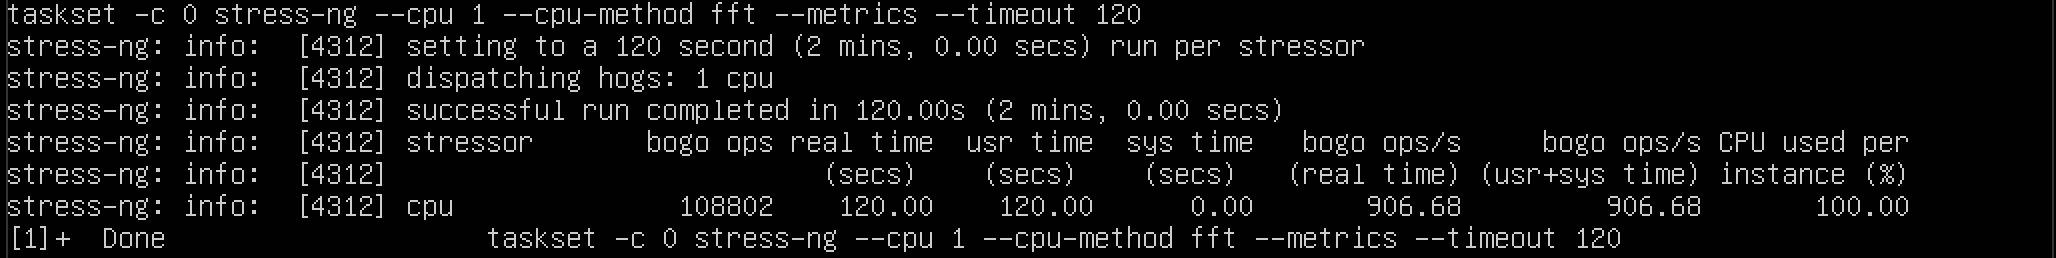 taskset -c 0 stress-ng --cpu 1 --cpu-method fft --metrics --timeout 120
stress-ng: info:  [4312] setting to a 120 second (2 mins, 0.00 secs) run per stressor
stress-ng: info:  [4312] dispatching hogs: 1 cpu
stress-ng: info:  [4312] successful run completed in 120.00s (2 mins, 0.00 secs)
stress-ng: info:  [4312] stressor       bogo ops real time  usr time  sys time   bogo ops/s     bogo ops/s CPU used per
stress-ng: info:  [4312]                           (secs)    (secs)    (secs)   (real time) (usr+sys time) instance (%)
stress-ng: info:  [4312] cpu              108802    120.00    120.00      0.00       906.68         906.68       100.00
[1]+  Done                    taskset -c 0 stress-ng --cpu 1 --cpu-method fft --metrics --timeout 120